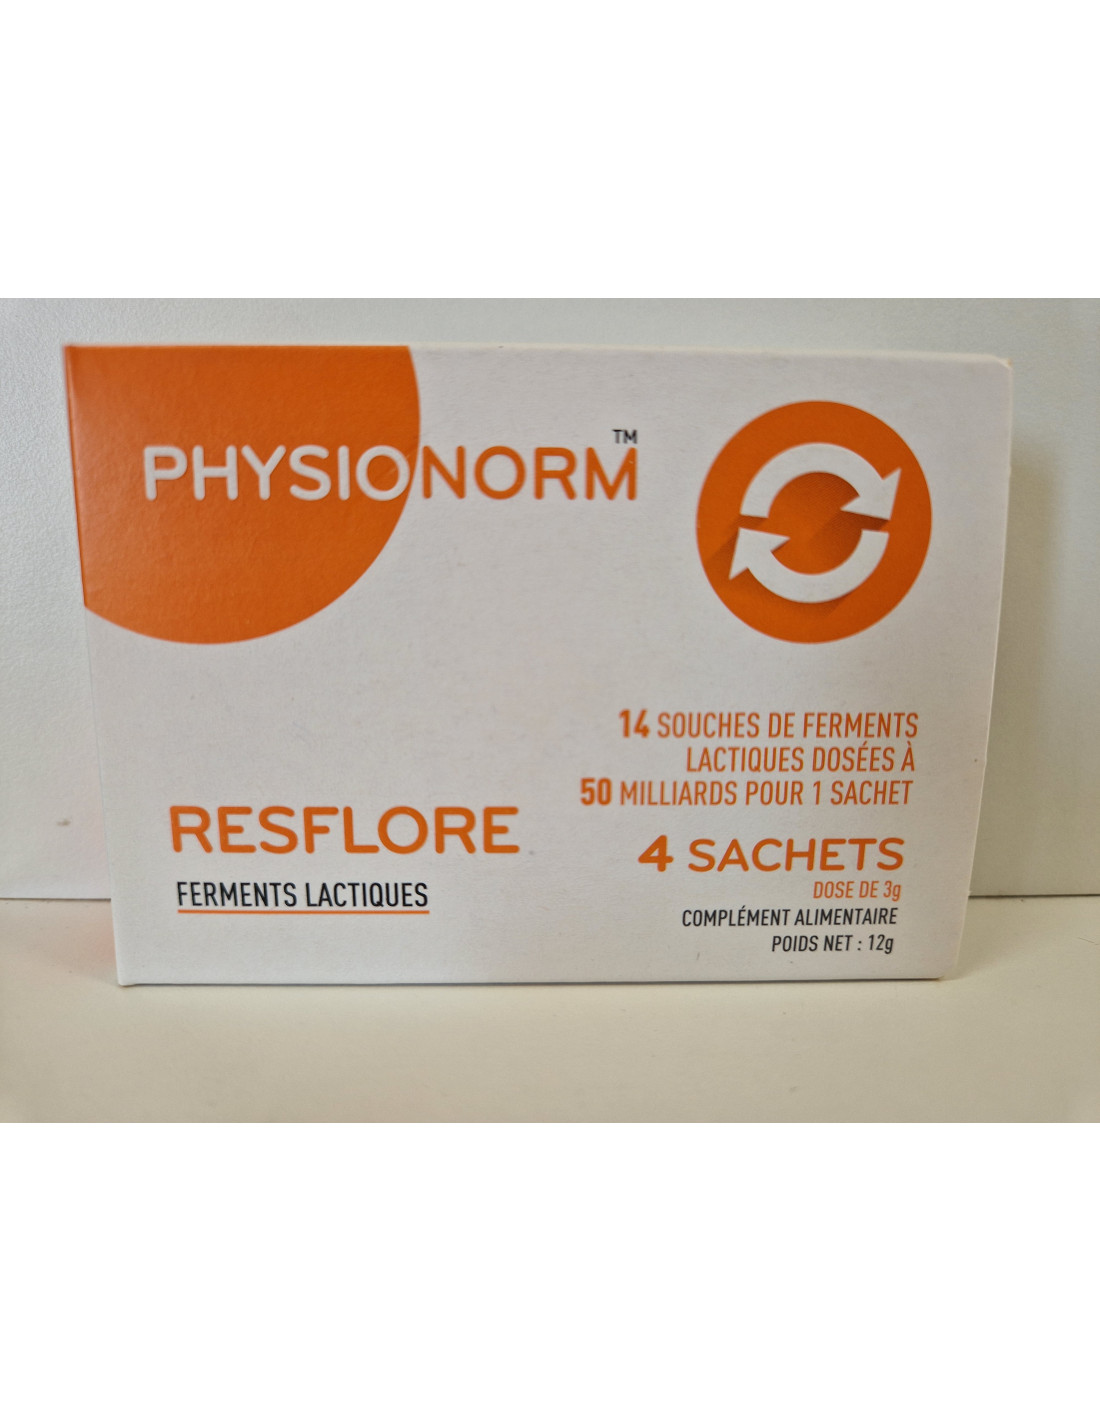 PHYSIONORM™
14 SOUCHES DE FERMENTS
LACTIQUES DOSÉES À
50 MILLIARDS POUR 1 SACHET
RESFLORE
FERMENTS LACTIQUES
4 SACHETS
DOSE DE 3g
COMPLÉMENT ALIMENTAIRE
POIDS NET : 12g